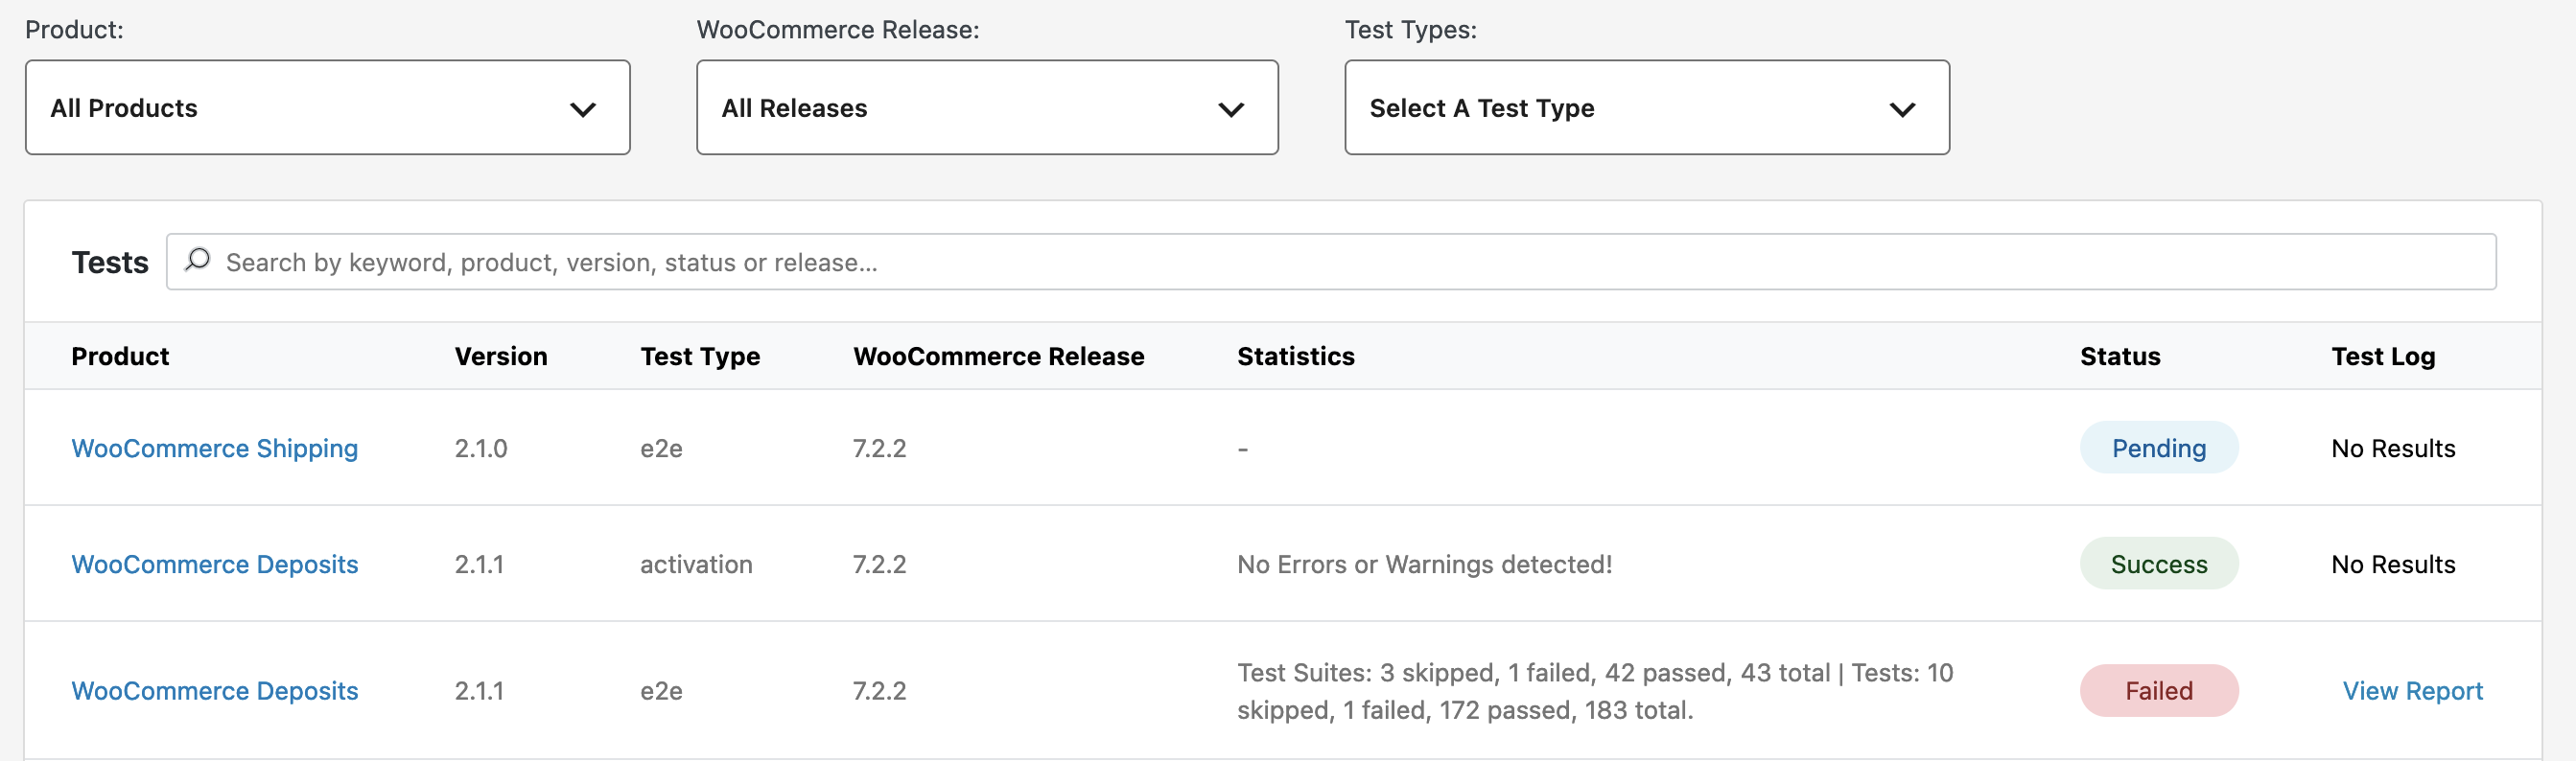 Product: WooCommerce Release: Test Types:
All Products All Releases Select A Test Type
Tests Search by keyword, product, version, status or release...
Product Version Test Type WooCommerce Release Statistics Status Test Log
WooCommerce Shipping 2.1.0 e2e 7.2.2 - Pending No Results
WooCommerce Deposits 2.1.1 activation 7.2.2 No Errors or Warnings detected! Success No Results
WooCommerce Deposits 2.1.1 e2e 7.2.2 Test Suites: 3 skipped, 1 failed, 42 passed, 43 total | Tests: 10
skipped, 1 failed, 172 passed, 183 total. Failed View Report